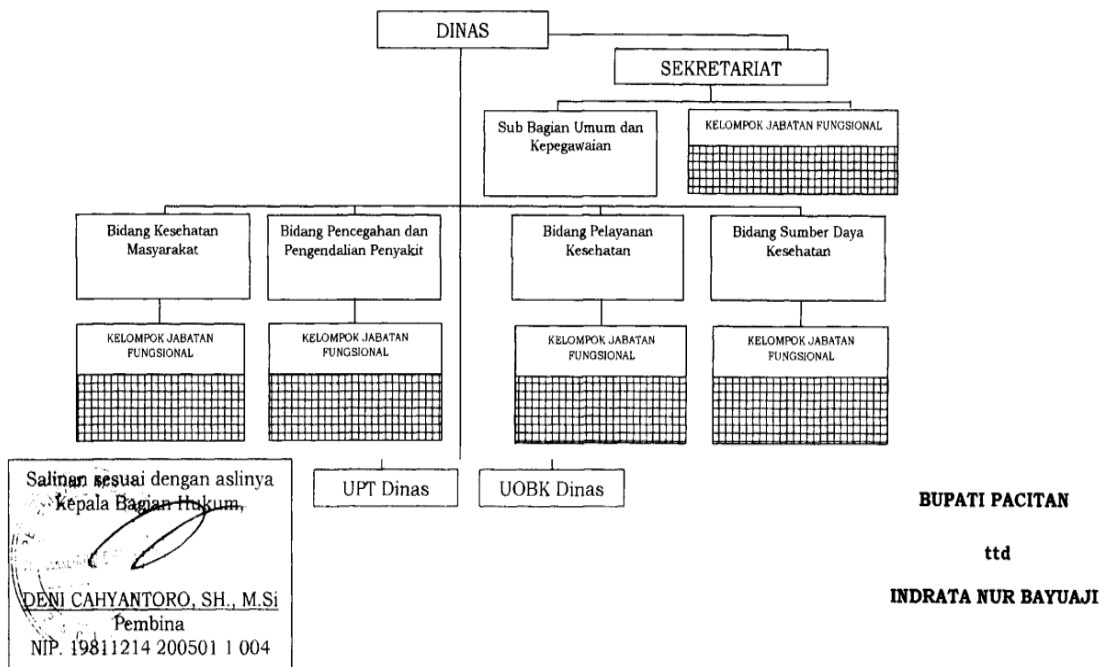 DINAS
SEKRETARIAT
Sub Bagian Umum dan
Kepegawaian
KELOMPOK JABATAN FUNGSIONAL
Bidang Kesehatan
Masyarakat
Bidang Pencegahan dan
Pengendalian Penyakit
Bidang Pelayanan
Kesehatan
Bidang Sumber Daya
Kesehatan
KELOMPOK JABATAN
FUNGSIONAL
KELOMPOK JABATAN
FUNGSIONAL
KELOMPOK JABATAN
FUNGSIONAL
KELOMPOK JABATAN
FUNGSIONAL
UPT Dinas
UOBK Dinas
Salinan sesuai dengan aslinya
Kepala Bagian Hukum,
DENI CAHYANTORO, SH., M.Si
Pembina
NIP. 19811214 200501 1 004
BUPATI PACITAN
ttd
INDRATA NUR BAYUAJI